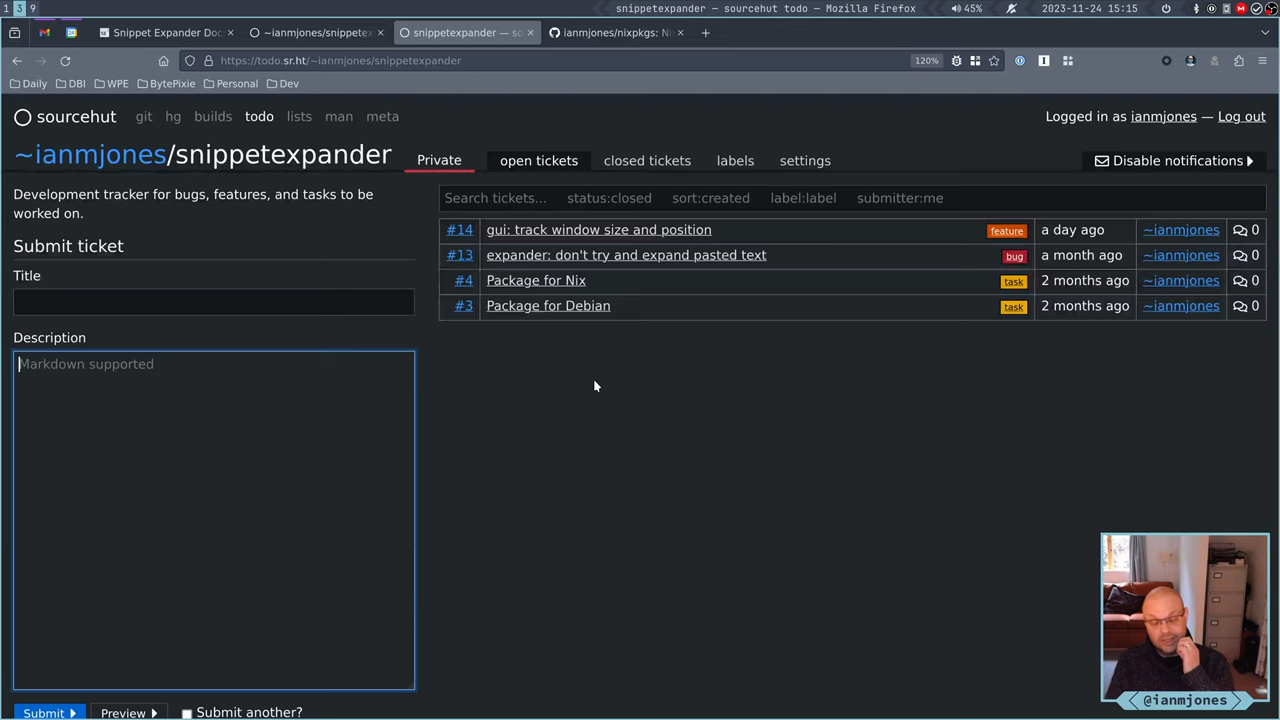 1 3 9 snippetexpander — sourcehut todo — Mozilla Firefox 45% 2023-11-24 15:15
Snippet Expander Doc
~ianmjones/snippetex
snippetexpander — so
ianmjones/nixpkgs: Ni
https://todo.sr.ht/~ianmjones/snippetexpander 120%
Daily DBI WPE BytePixie Personal Dev
sourcehut git hg builds todo lists man meta
Logged in as ianmjones — Log out
~ianmjones/snippetexpander
Private open tickets closed tickets labels settings
Disable notifications
Development tracker for bugs, features, and tasks to be
worked on.
Submit ticket
Title
Description
Markdown supported
Submit Preview Submit another?
Search tickets... status:closed sort:created label:label submitter:me
#14 gui: track window size and position feature a day ago ~ianmjones 0
#13 expander: don't try and expand pasted text bug a month ago ~ianmjones 0
#4 Package for Nix task 2 months ago ~ianmjones 0
#3 Package for Debian task 2 months ago ~ianmjones 0
@ianmjones